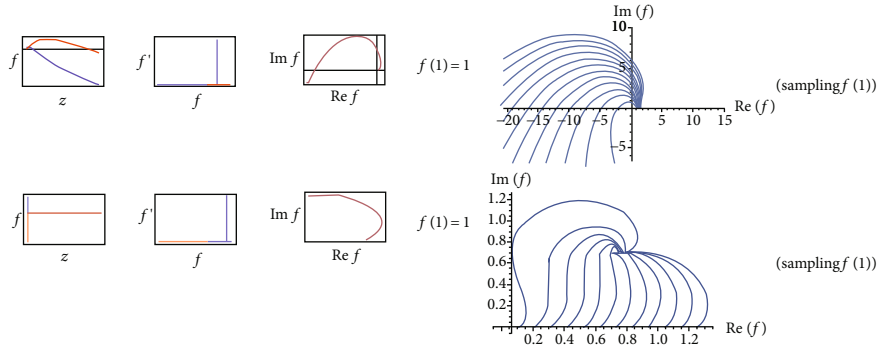 Im (f)
10
5
−5
−20 −15 −10 −5 5 10 15
Re (f)
f
z
f '
f
Im f
Re f
f (1) = 1
(sampling f (1))
Im (f)
1.2
1.0
0.8
0.6
0.4
0.2
0.2 0.4 0.6 0.8 1.0 1.2
Re (f)
f
z
f '
f
Im f
Re f
f (1) = 1
(sampling f (1))